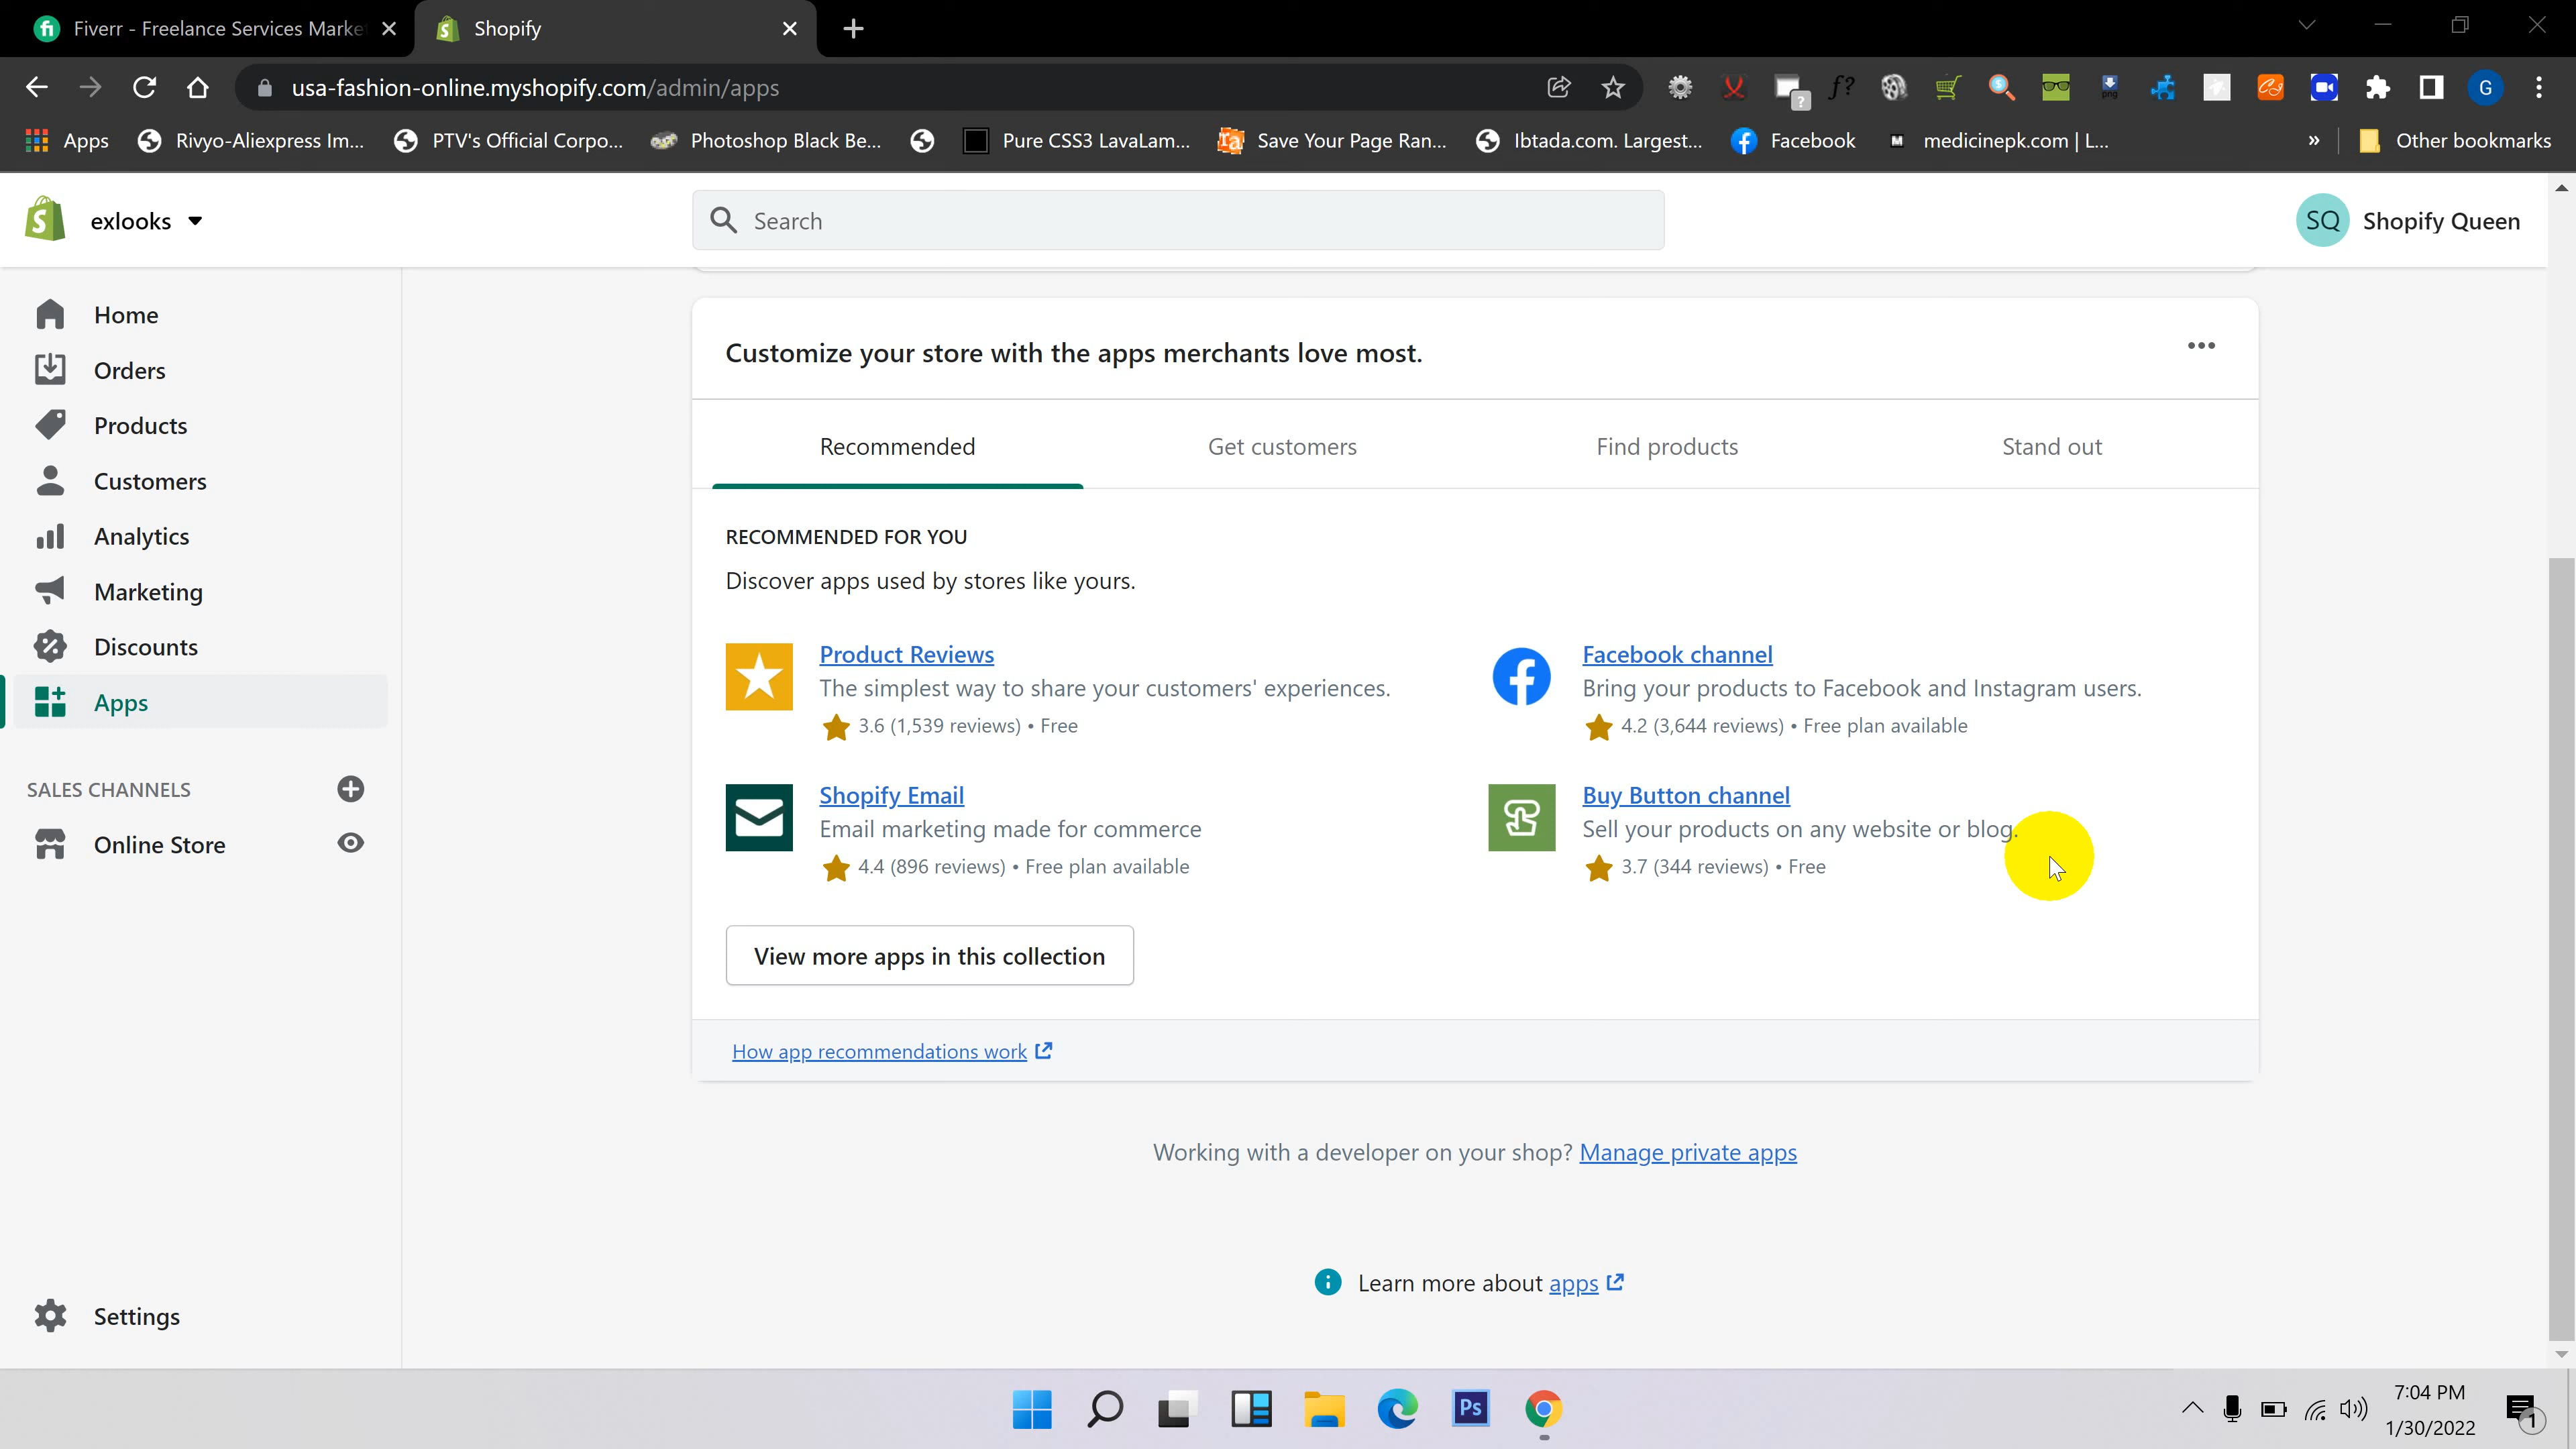 Fiverr - Freelance Services Marke
Shopify
usa-fashion-online.myshopify.com/admin/apps
Apps
Rivyo-Aliexpress Im...
PTV's Official Corpo...
Photoshop Black Be...
Pure CSS3 LavaLam...
Save Your Page Ran...
Ibtada.com. Largest...
Facebook
medicinepk.com | L...
Other bookmarks
exlooks
Search
SQ Shopify Queen
Home
Orders
Products
Customers
Analytics
Marketing
Discounts
Apps
SALES CHANNELS
Online Store
Settings
Customize your store with the apps merchants love most.
Recommended
Get customers
Find products
Stand out
RECOMMENDED FOR YOU
Discover apps used by stores like yours.
Product Reviews
The simplest way to share your customers' experiences.
3.6 (1,539 reviews) • Free
Facebook channel
Bring your products to Facebook and Instagram users.
4.2 (3,644 reviews) • Free plan available
Shopify Email
Email marketing made for commerce
4.4 (896 reviews) • Free plan available
Buy Button channel
Sell your products on any website or blog.
3.7 (344 reviews) • Free
View more apps in this collection
How app recommendations work
Working with a developer on your shop? Manage private apps
Learn more about apps
Ps
7:04 PM
1/30/2022
1